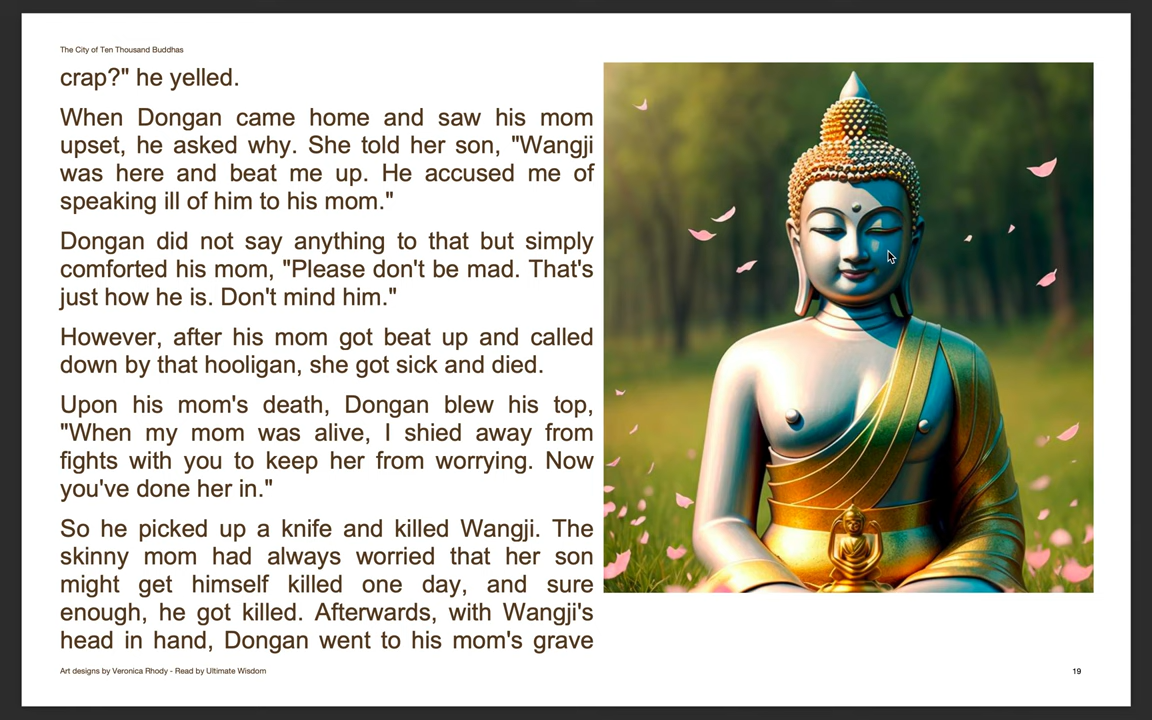 The City of Ten Thousand Buddhas
crap?" he yelled.
When Dongan came home and saw his mom
upset, he asked why. She told her son, "Wangji
was here and beat me up. He accused me of
speaking ill of him to his mom."
Dongan did not say anything to that but simply
comforted his mom, "Please don't be mad. That's
just how he is. Don't mind him."
However, after his mom got beat up and called
down by that hooligan, she got sick and died.
Upon his mom's death, Dongan blew his top,
"When my mom was alive, I shied away from
fights with you to keep her from worrying. Now
you've done her in."
So he picked up a knife and killed Wangji. The
skinny mom had always worried that her son
might get himself killed one day, and sure
enough, he got killed. Afterwards, with Wangji's
head in hand, Dongan went to his mom's grave
Art designs by Veronica Rhody - Read by Ultimate Wisdom
19